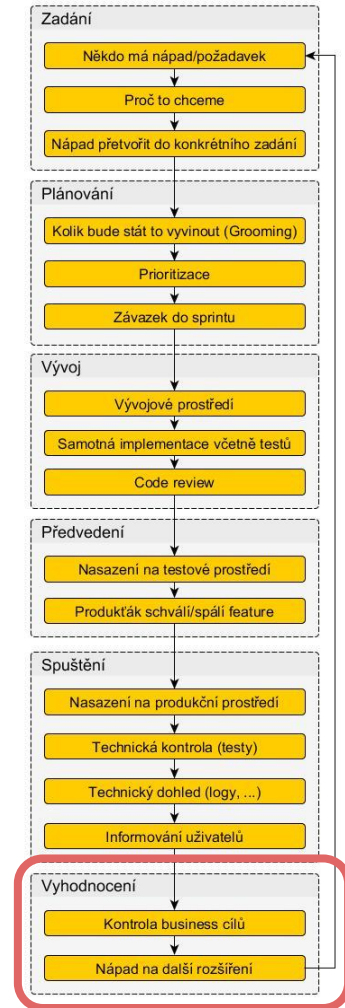 Zadání
Někdo má nápad/požadavek
Proč to chceme
Nápad přetvořit do konkrétního zadání
Plánování
Kolik bude stát to vyvinout (Grooming)
Prioritizace
Závazek do sprintu
Vývoj
Vývojové prostředí
Samotná implementace včetně testů
Code review
Předvedení
Nasazení na testové prostředí
Produkťák schválí/spálí feature
Spuštění
Nasazení na produkční prostředí
Technická kontrola (testy)
Technický dohled (logy, ...)
Informování uživatelů
Vyhodnocení
Kontrola business cílů
Nápad na další rozšíření